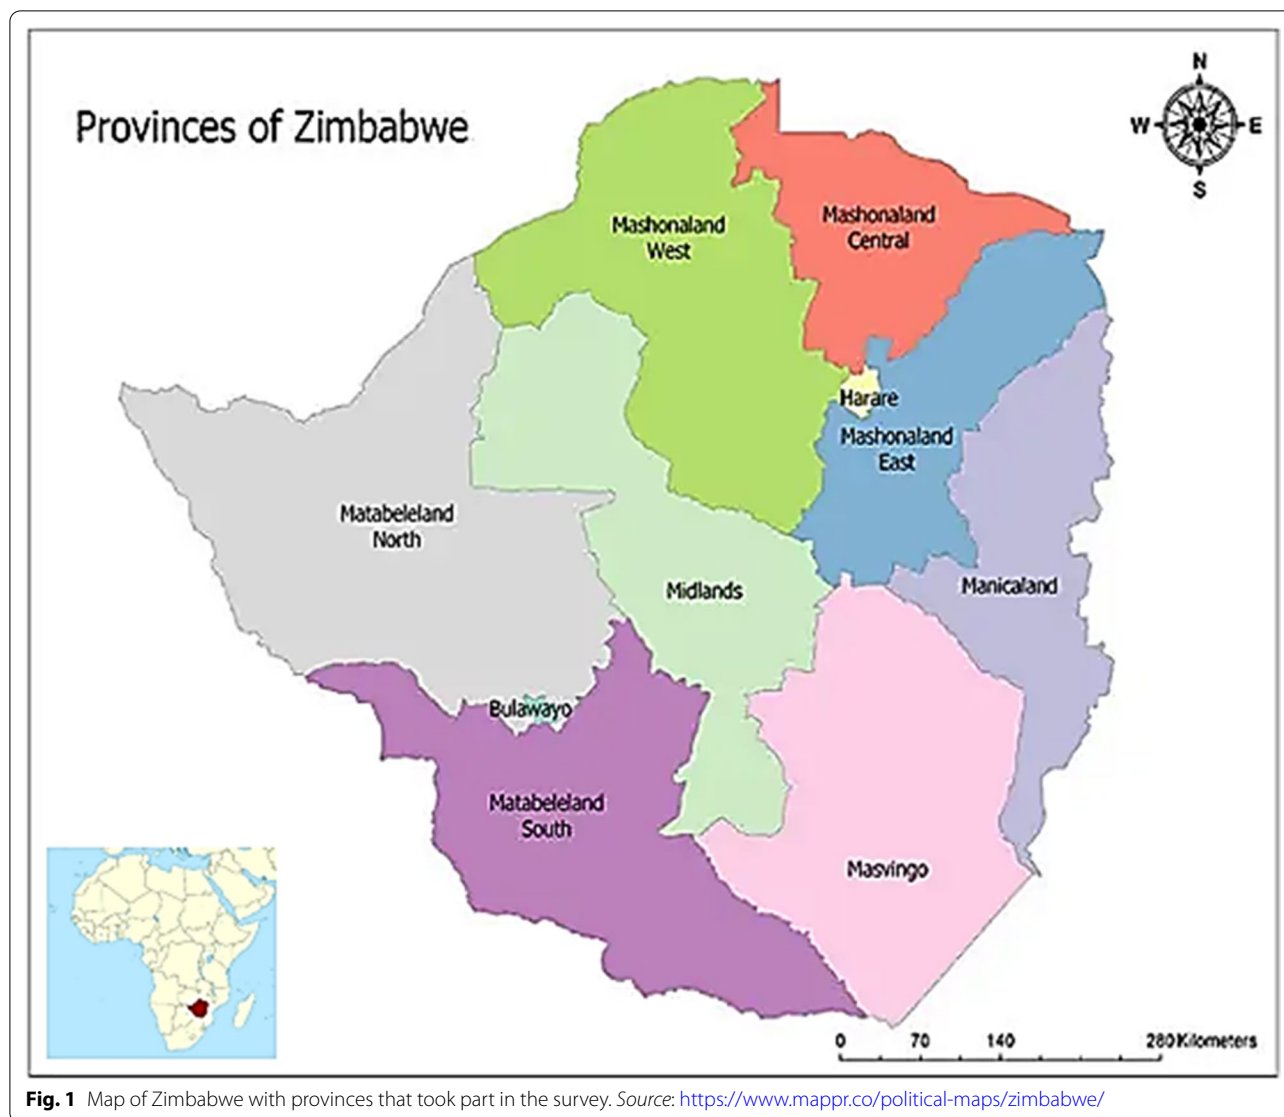 Provinces of Zimbabwe
N
W E
S
Mashonaland
West
Mashonaland
Central
Harare
Mashonaland
East
Matabeleland
North
Midlands
Manicaland
Bulawayo
Matabeleland
South
Masvingo
0 70 140 280 Kilometers
Fig. 1 Map of Zimbabwe with provinces that took part in the survey. Source: https://www.mappr.co/political-maps/zimbabwe/